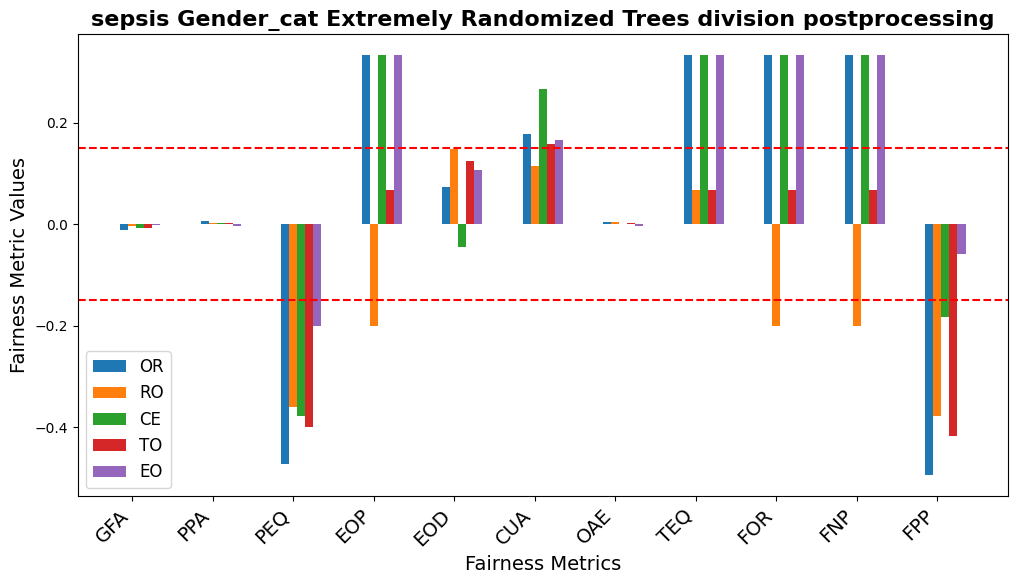 sepsis Gender_cat Extremely Randomized Trees division postprocessing
Fairness Metric Values
0.2
0.0
−0.2
−0.4
OR
RO
CE
TO
EO
GFA
PPA
PEQ
EOP
EOD
CUA
OAE
TEQ
FOR
FNP
FPP
Fairness Metrics